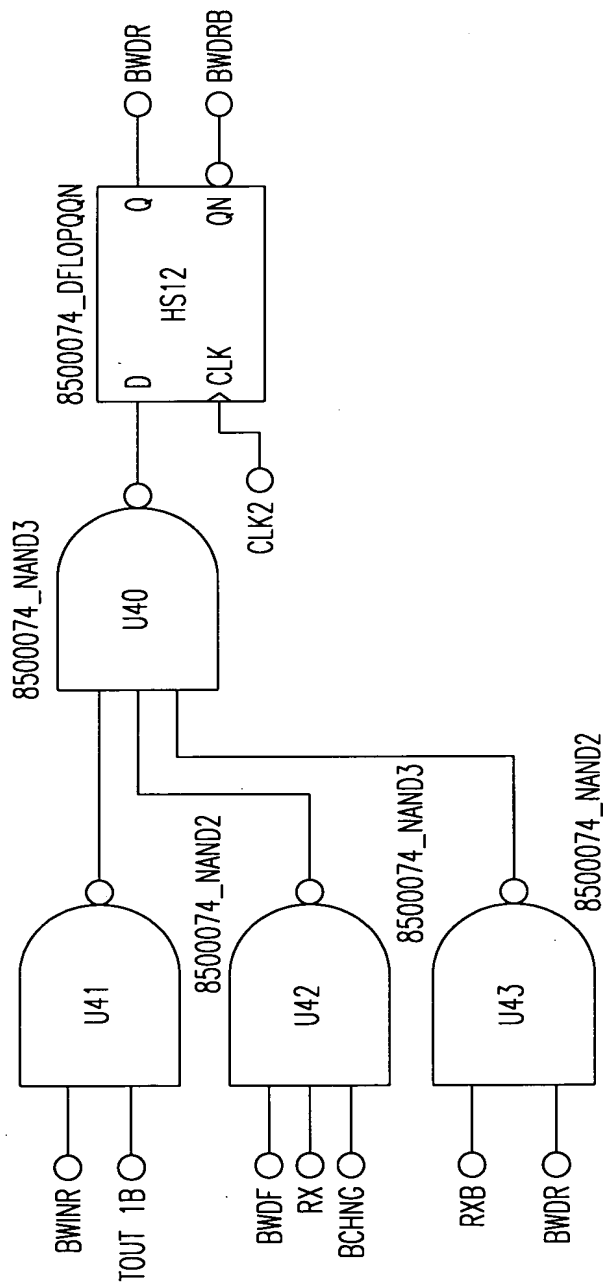 BWINR
TOUT 1B
U41
8500074_NAND2
BWDF
RX
BCHNG
U42
8500074_NAND3
RXB
BWDR
U43
8500074_NAND2
8500074_NAND3
U40
8500074_DFLOPQQN
D
Q
HS12
CLK
QN
CLK2
BWDR
BWDRB